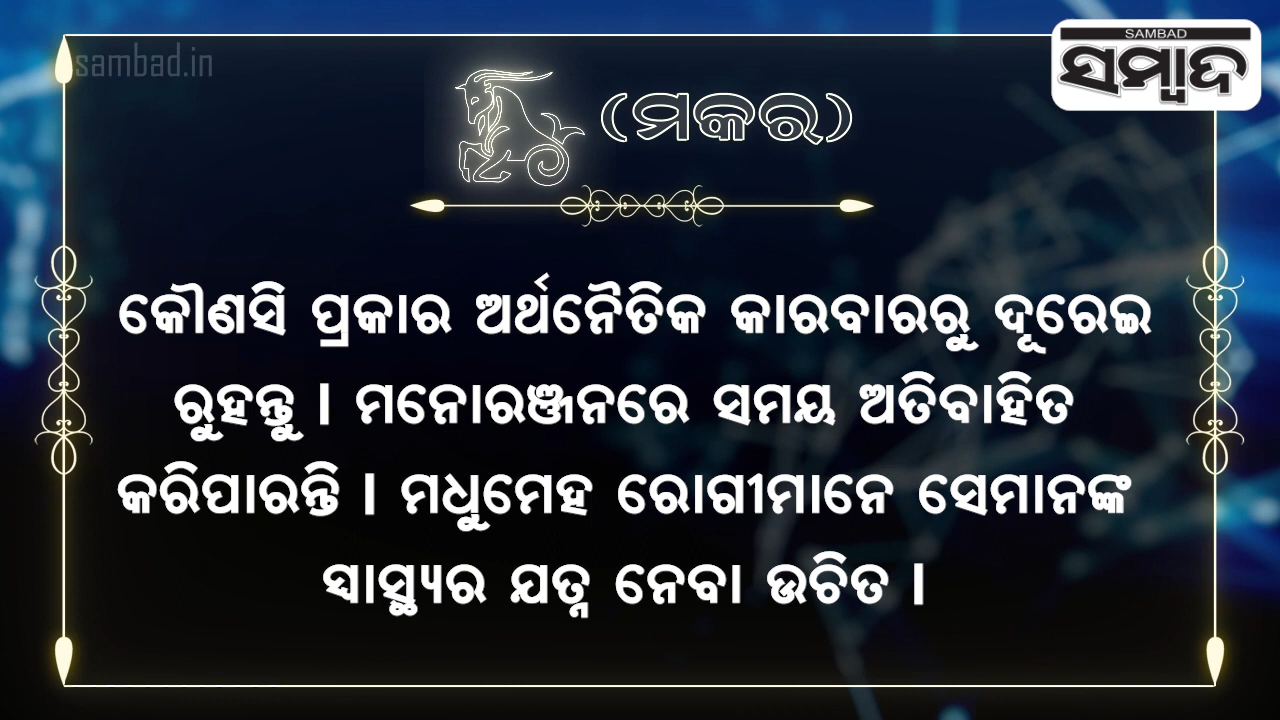 sambad.in
SAMBAD
ସମ୍ବାଦ
(ମକର)
କୌଣସି ପ୍ରକାର ଅର୍ଥନୈତିକ କାରବାରରୁ ଦୂରେଇ
ରୁହନ୍ତୁ । ମନୋରଞ୍ଜନରେ ସମୟ ଅତିବାହିତ
କରିପାରନ୍ତି । ମଧୁମେହ ରୋଗୀମାନେ ସେମାନଙ୍କ
ସ୍ୱାସ୍ଥ୍ୟର ଯତ୍ନ ନେବା ଉଚିତ ।